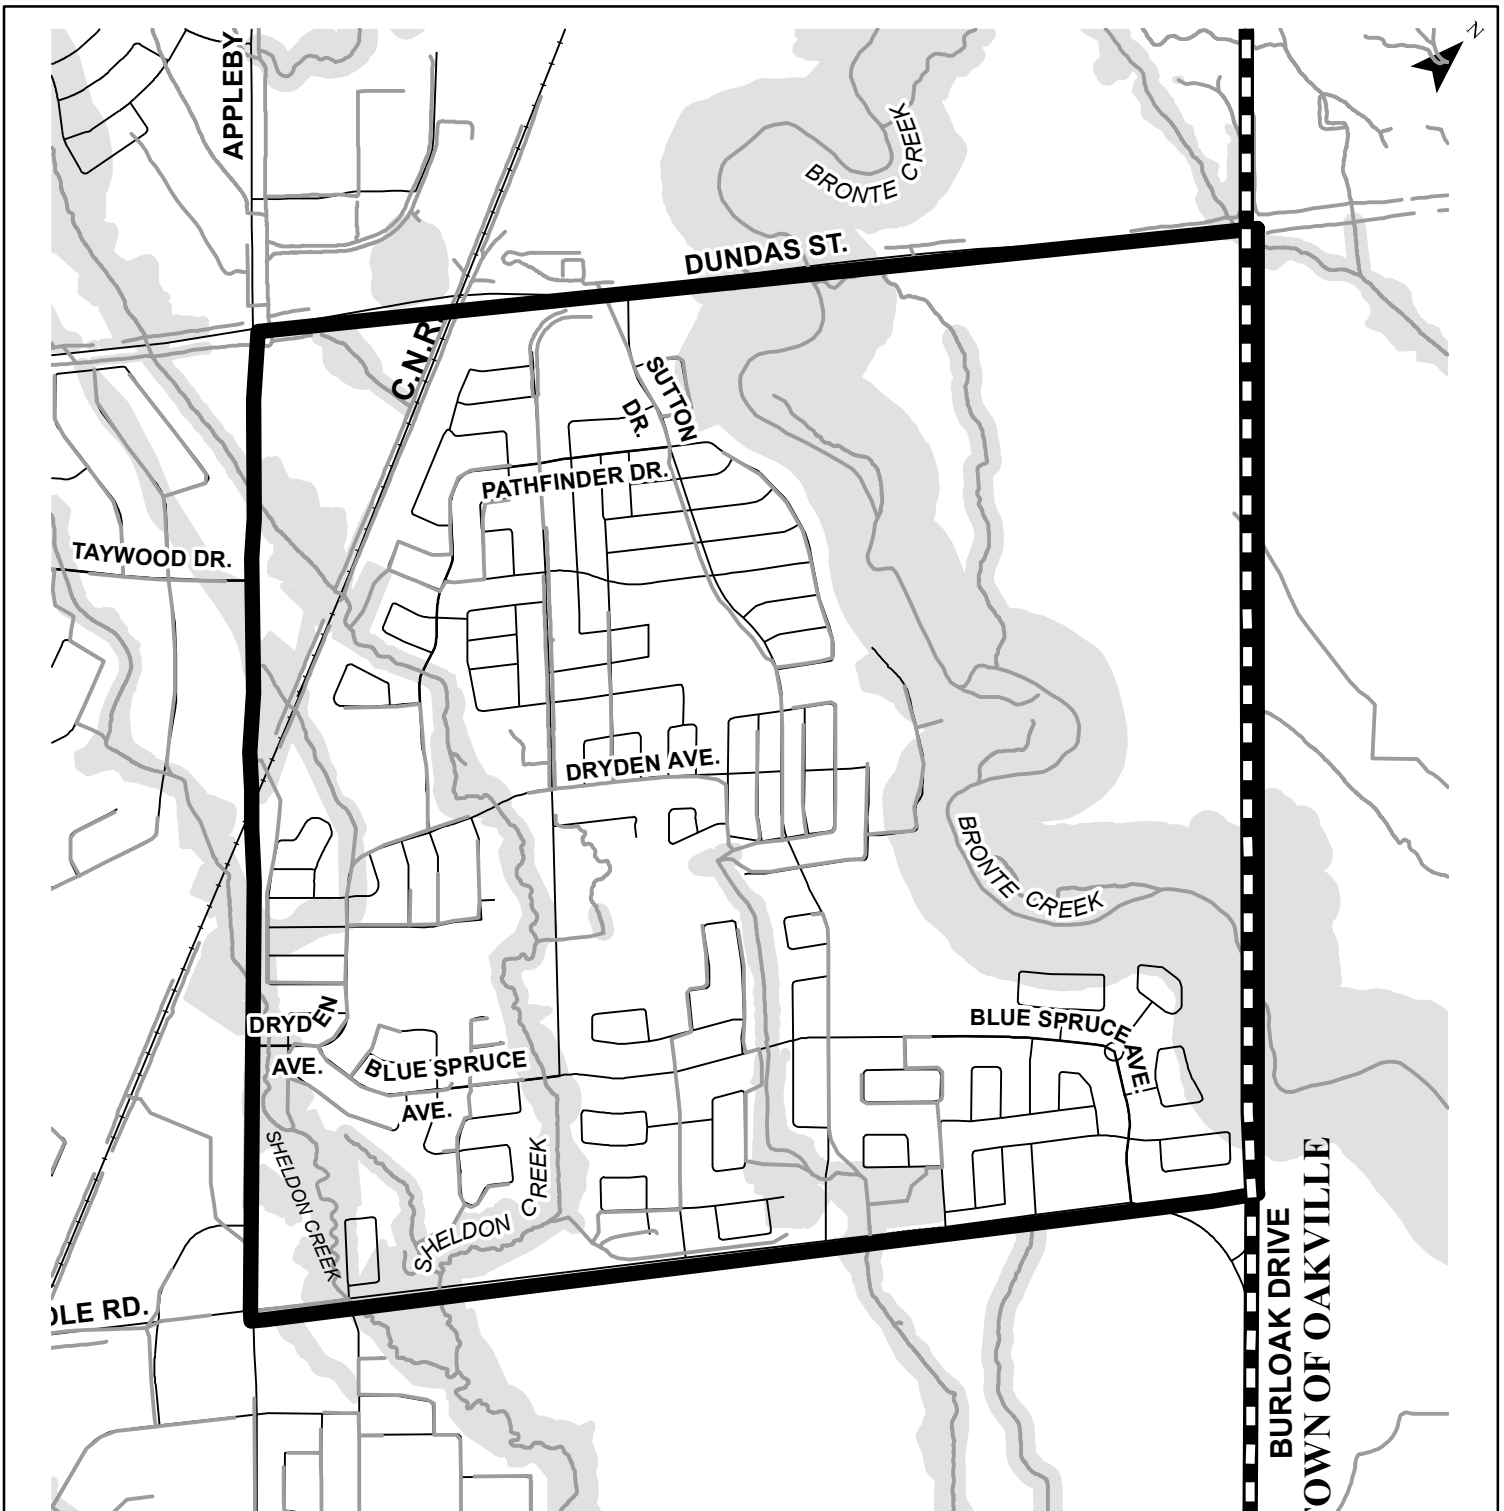 N
APPLEBY
BRONTE CREEK
DUNDAS ST.
C.N.R.
SUTTON
DR.
PATHFINDER DR.
TAYWOOD DR.
DRYDEN AVE.
BRONTE CREEK
DRYDEN
AVE.
BLUE SPRUCE
AVE.
BLUE SPRUCE
AVE.
SHELDON CREEK
SHELDON CREEK
OLE RD.
BURLOAK DRIVE
TOWN OF OAKVILLE